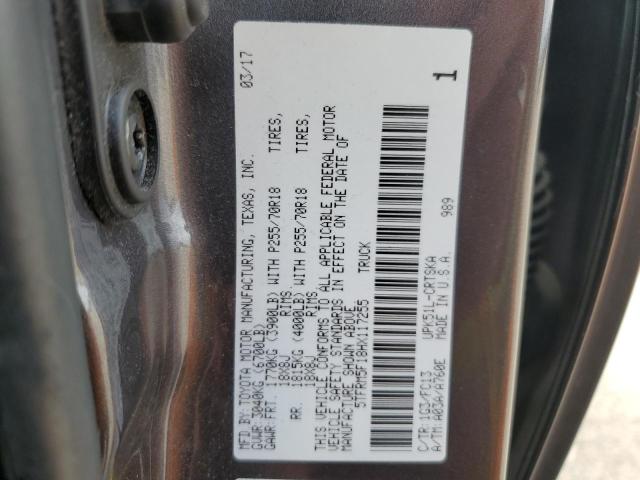 MFD.BY: TOYOTA MOTOR MANUFACTURING, TEXAS, INC. 03/17
GVWR: 3040KG (6700LB)
GAWR:FRT. 1770KG (3900LB) WITH P255/70R18 TIRES,
18X8J RIMS.
RR. 1815KG (4000LB) WITH P255/70R18 TIRES,
18X8J RIMS.
THIS VEHICLE CONFORMS TO ALL APPLICABLE FEDERAL MOTOR
VEHICLE SAFETY STANDARDS IN EFFECT ON THE DATE OF
MANUFACTURE SHOWN ABOVE.
5TFRM5F18HX117255 TRUCK
1
989
C/TR: 1G3/FC13 UPK51L-CRTSKA
A/TM: A03A/A760E MADE IN U.S.A.